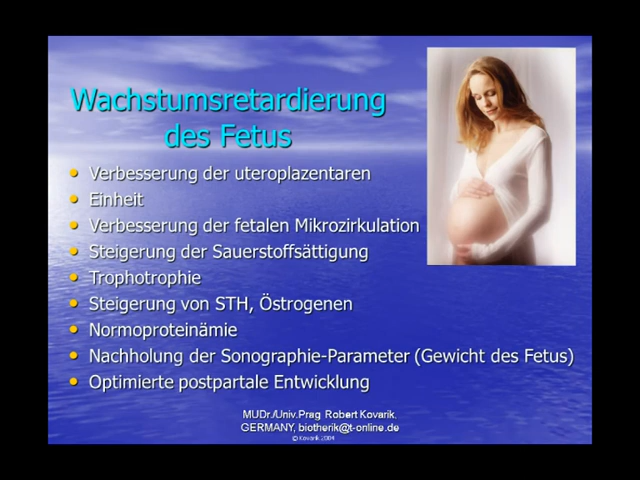 Wachstumsretardierung
des Fetus
• Verbesserung der uteroplazentaren
• Einheit
• Verbesserung der fetalen Mikrozirkulation
• Steigerung der Sauerstoffsättigung
• Trophotrophie
• Steigerung von STH, Östrogenen
• Normoproteinämie
• Nachholung der Sonographie-Parameter (Gewicht des Fetus)
• Optimierte postpartale Entwicklung
MUDr./Univ.Prag Robert Kovarik.
GERMANY, biotherik@t-online.de
© Kovarik 2004